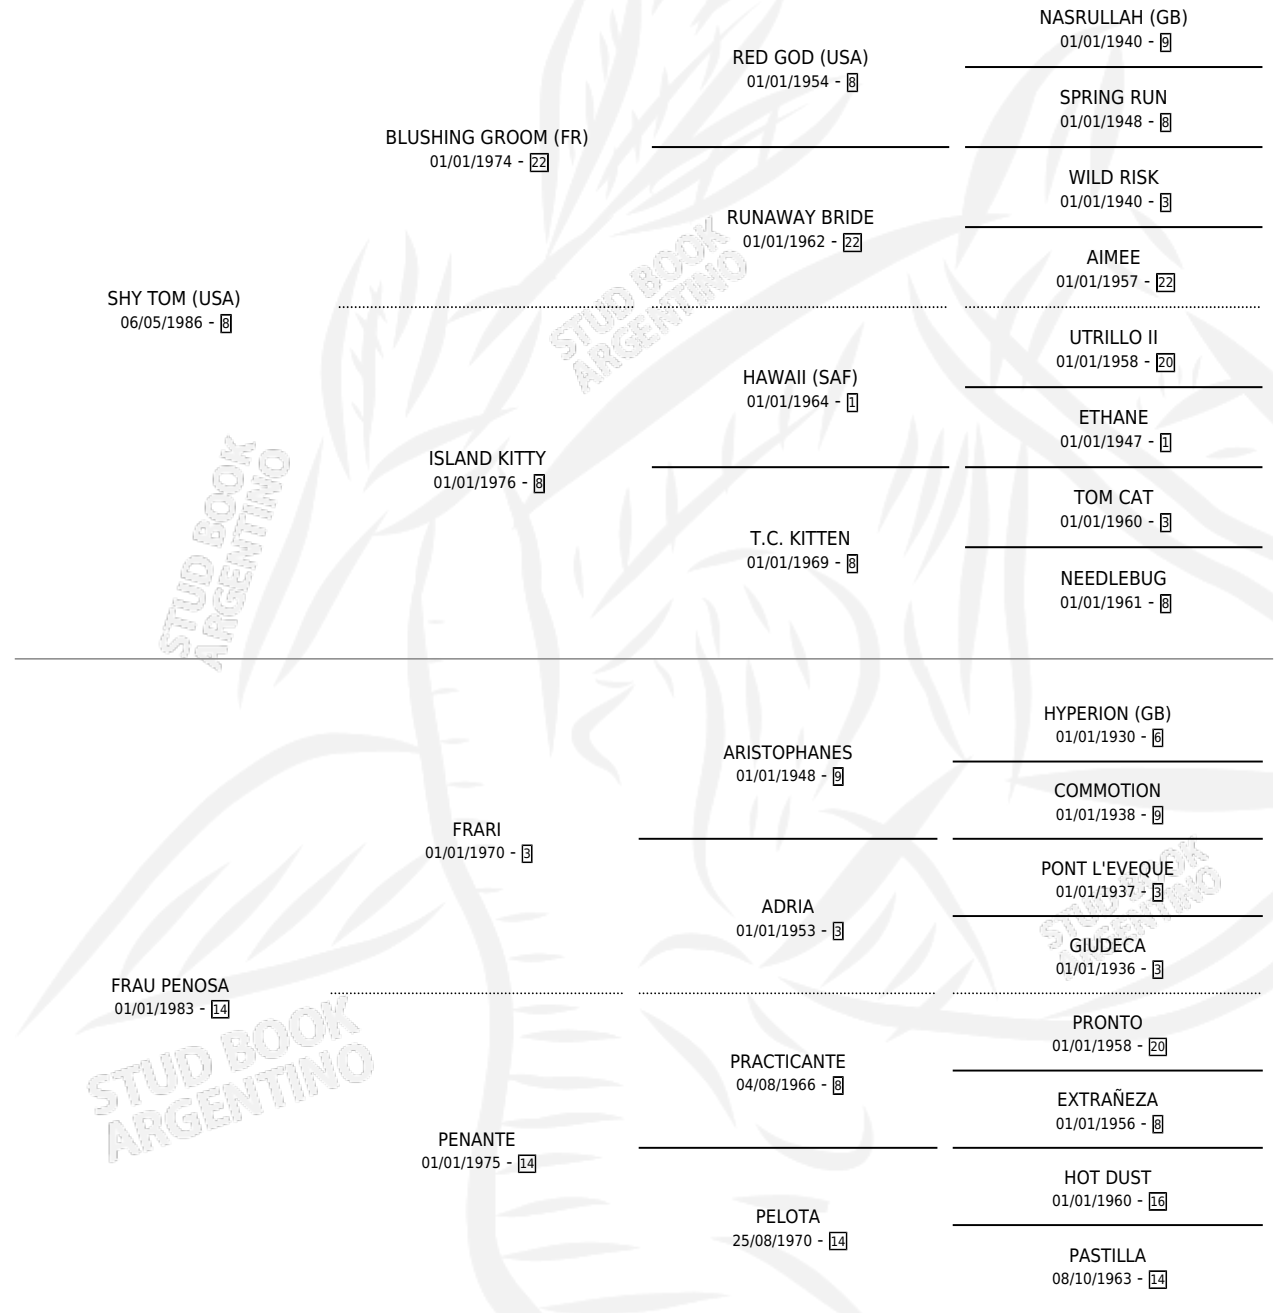 NASRULLAH (GB)
01/01/1940 - 9
RED GOD (USA)
01/01/1954 - 8
SPRING RUN
01/01/1948 - 8
BLUSHING GROOM (FR)
01/01/1974 - 22
WILD RISK
01/01/1940 - 3
RUNAWAY BRIDE
01/01/1962 - 22
AIMEE
01/01/1957 - 22
SHY TOM (USA)
06/05/1986 - 8
UTRILLO II
01/01/1958 - 20
HAWAII (SAF)
01/01/1964 - 1
ETHANE
01/01/1947 - 1
ISLAND KITTY
01/01/1976 - 8
TOM CAT
01/01/1960 - 3
T.C. KITTEN
01/01/1969 - 8
NEEDLEBUG
01/01/1961 - 8
HYPERION (GB)
01/01/1930 - 6
ARISTOPHANES
01/01/1948 - 9
COMMOTION
01/01/1938 - 9
FRARI
01/01/1970 - 3
PONT L'EVEQUE
01/01/1937 - 3
ADRIA
01/01/1953 - 3
GIUDECA
01/01/1936 - 3
FRAU PENOSA
01/01/1983 - 14
PRONTO
01/01/1958 - 20
PRACTICANTE
04/08/1966 - 8
EXTRAÑEZA
01/01/1956 - 8
PENANTE
01/01/1975 - 14
HOT DUST
01/01/1960 - 16
PELOTA
25/08/1970 - 14
PASTILLA
08/10/1963 - 14
STUD BOOK
ARGENTINO
STUD BOOK
ARGENTINO
STUD BOOK
ARGENTINO
STUD BOOK
ARGENTINO